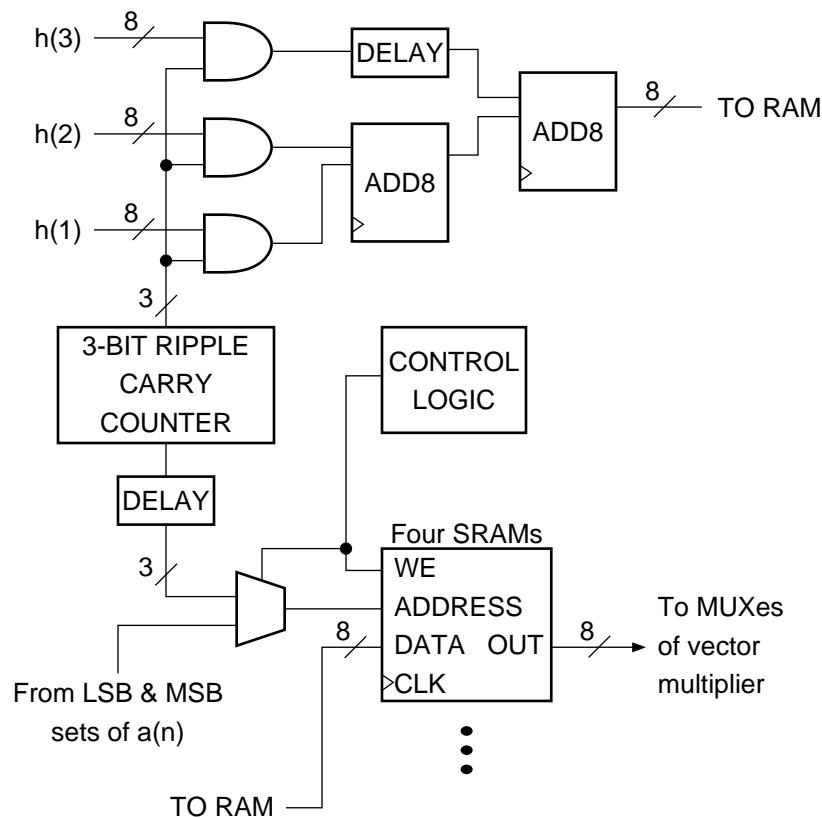 h(3)
8
DELAY
8
TO RAM
h(2)
8
ADD8
ADD8
h(1)
8
3
3-BIT RIPPLE
CARRY
COUNTER
CONTROL
LOGIC
DELAY
3
Four SRAMs
WE
ADDRESS
DATA OUT
CLK
8
8
To MUXes
of vector
multiplier
From LSB & MSB
sets of a(n)
TO RAM